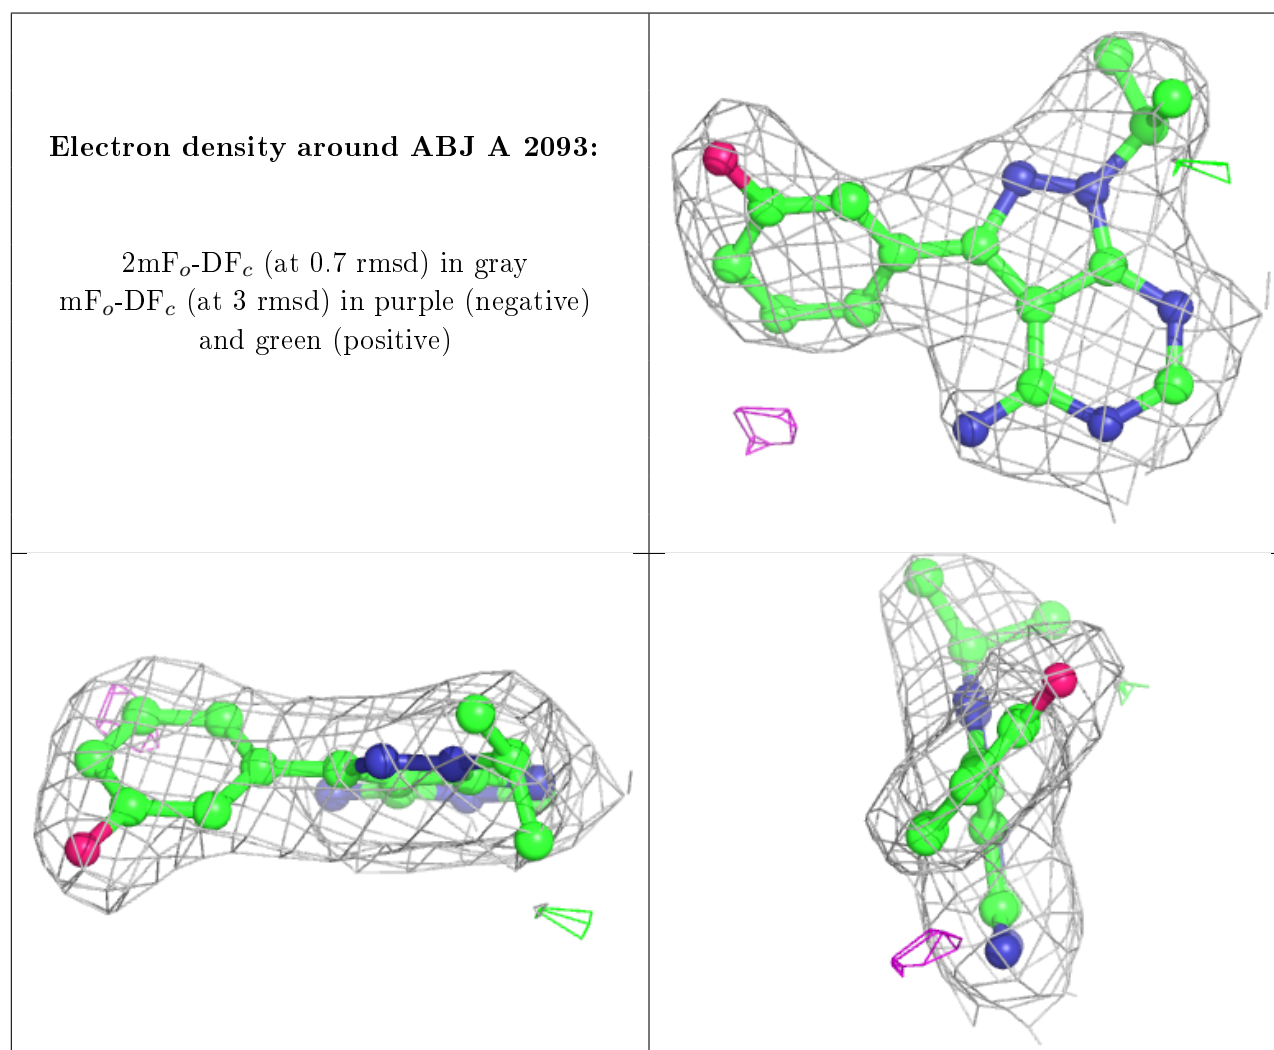 Electron density around ABJ A 2093:
2mFo-DFc (at 0.7 rmsd) in gray
mFo-DFc (at 3 rmsd) in purple (negative)
and green (positive)